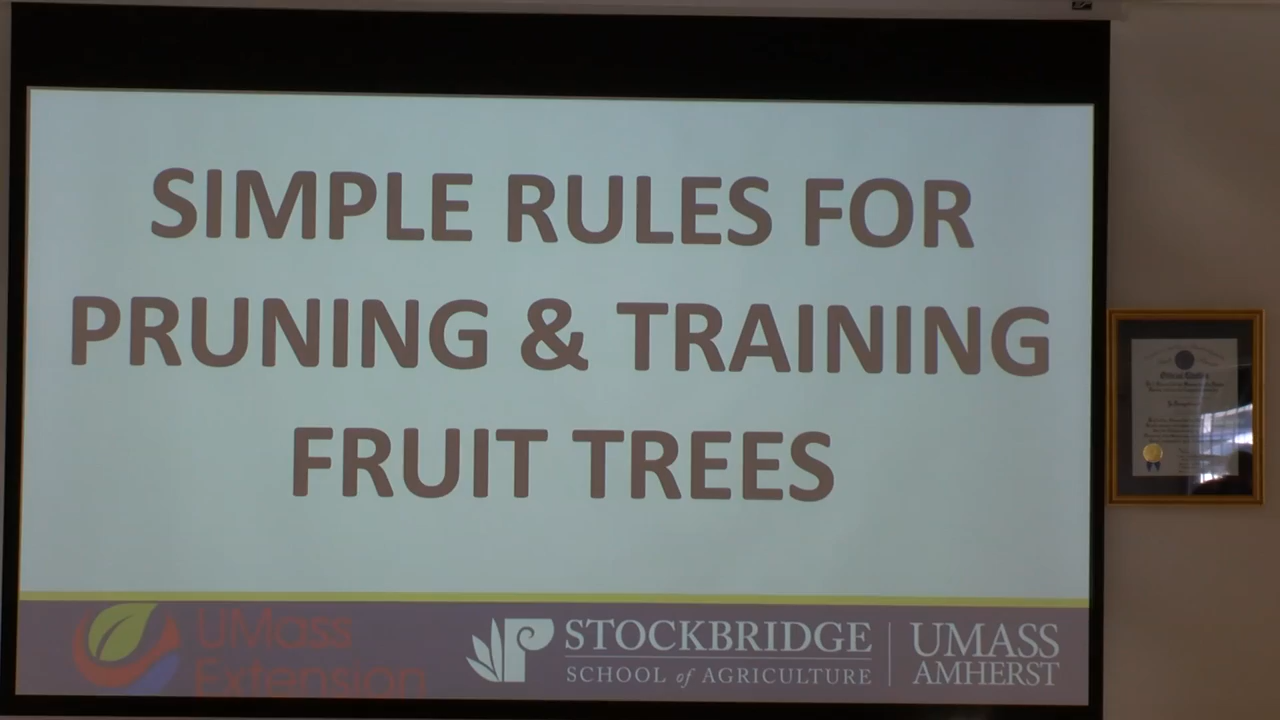 SIMPLE RULES FOR
PRUNING & TRAINING
FRUIT TREES
UMass
Extension
STOCKBRIDGE
SCHOOL of AGRICULTURE
UMASS
AMHERST